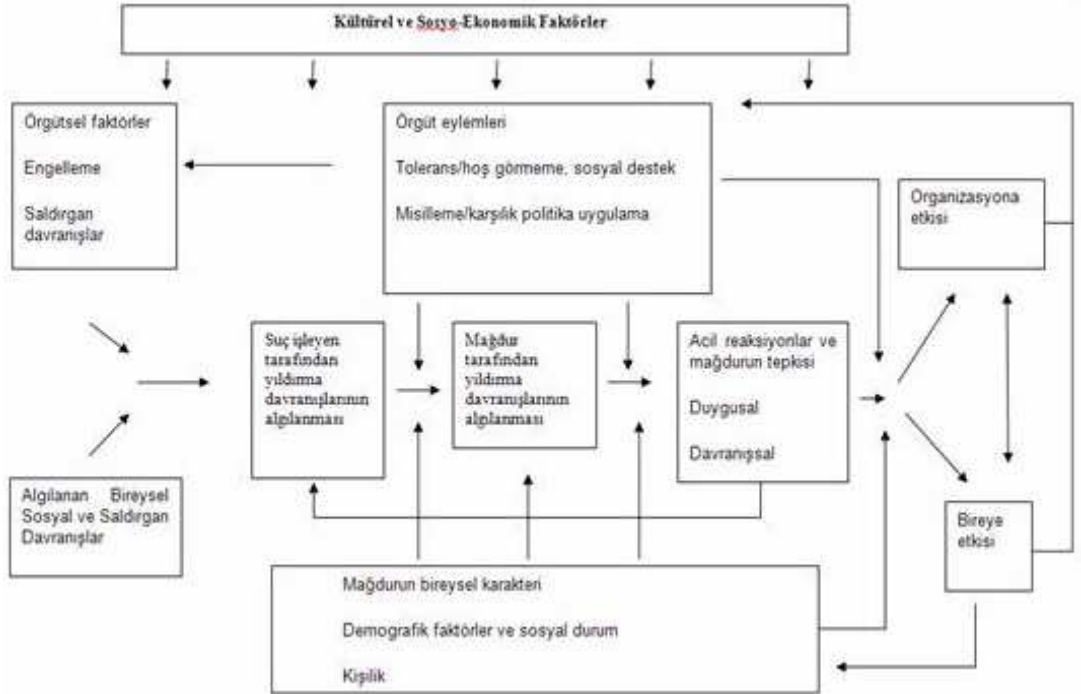 Kültürel ve Sosyo-Ekonomik Faktörler
Örgütsel faktörler
Engelleme
Saldırgan
davranışlar
Örgüt eylemleri
Tolerans/hoş görmeme, sosyal destek
Misilleme/karşılık politika uygulama
Organizasyona
etkisi
Suç işleyen
tarafından
yıldırma
davranışlarının
algılanması
Mağdur
tarafından
yıldırma
davranışlarının
algılanması
Acil reaksiyonlar ve
mağdurun tepkisi
Duygusal
Davranışsal
Algılanan Bireysel
Sosyal ve Saldırgan
Davranışlar
Bireye
etkisi
Mağdurun bireysel karakteri
Demografik faktörler ve sosyal durum
Kişilik